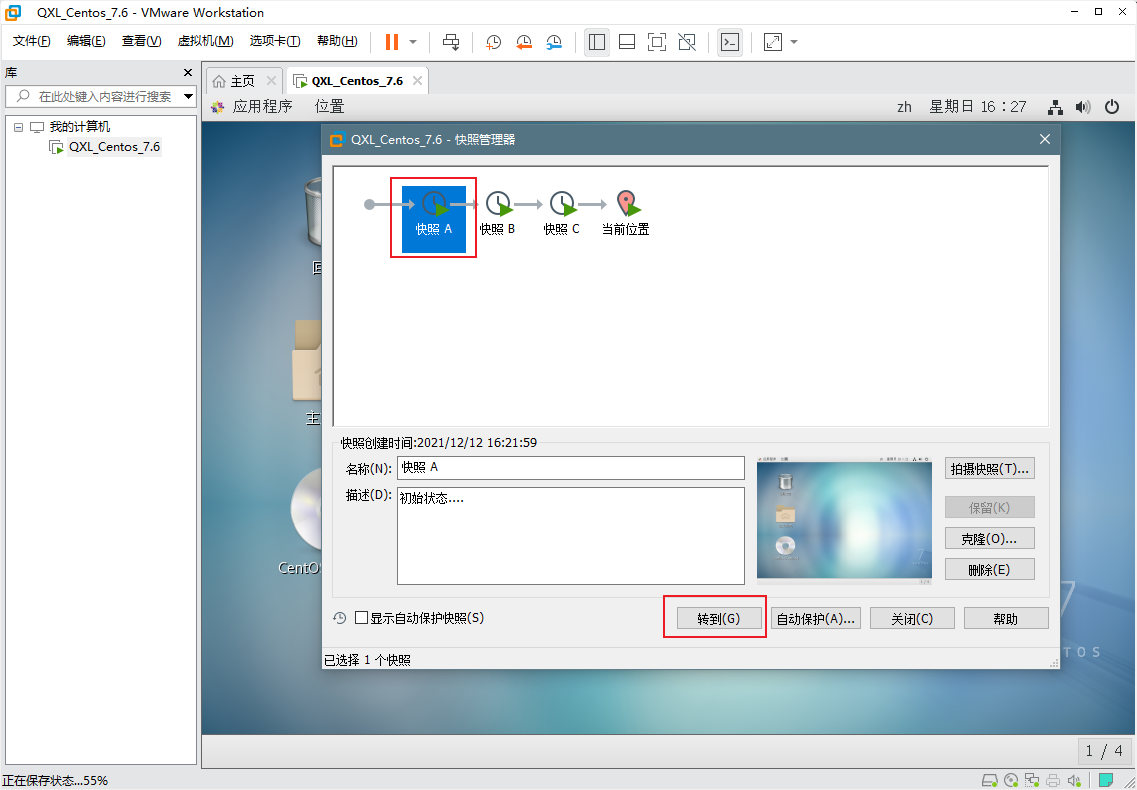 QXL_Centos_7.6 - VMware Workstation
文件(F) 编辑(E) 查看(V) 虚拟机(M) 选项卡(T) 帮助(H)
库
在此处键入内容进行搜索
我的计算机
QXL_Centos_7.6
主页
QXL_Centos_7.6
应用程序 位置
zh 星期日 16：27
QXL_Centos_7.6 - 快照管理器
快照 A
快照 B
快照 C
当前位置
主
CentO
快照创建时间:2021/12/12 16:21:59
名称(N):
快照 A
描述(D):
初始状态....
拍摄快照(T)...
保留(K)
克隆(O)...
删除(E)
显示自动保护快照(S)
转到(G)
自动保护(A)...
关闭(C)
帮助
已选择 1 个快照
7
TOS
1 / 4
正在保存状态...55%